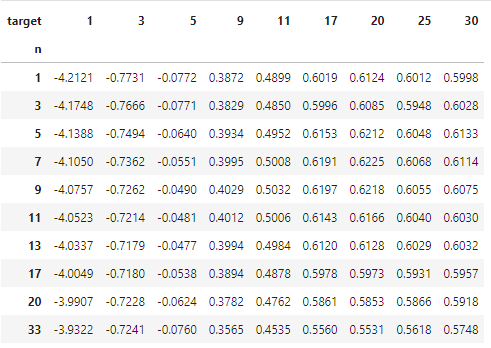 target 1 3 5 9 11 17 20 25 30
n
1 -4.2121 -0.7731 -0.0772 0.3872 0.4899 0.6019 0.6124 0.6012 0.5998
3 -4.1748 -0.7666 -0.0771 0.3829 0.4850 0.5996 0.6085 0.5948 0.6028
5 -4.1388 -0.7494 -0.0640 0.3934 0.4952 0.6153 0.6212 0.6048 0.6133
7 -4.1050 -0.7362 -0.0551 0.3995 0.5008 0.6191 0.6225 0.6068 0.6114
9 -4.0757 -0.7262 -0.0490 0.4029 0.5032 0.6197 0.6218 0.6055 0.6075
11 -4.0523 -0.7214 -0.0481 0.4012 0.5006 0.6143 0.6166 0.6040 0.6030
13 -4.0337 -0.7179 -0.0477 0.3994 0.4984 0.6120 0.6128 0.6029 0.6032
17 -4.0049 -0.7180 -0.0538 0.3894 0.4878 0.5978 0.5973 0.5931 0.5957
20 -3.9907 -0.7228 -0.0624 0.3782 0.4762 0.5861 0.5853 0.5866 0.5918
33 -3.9322 -0.7241 -0.0760 0.3565 0.4535 0.5560 0.5531 0.5618 0.5748